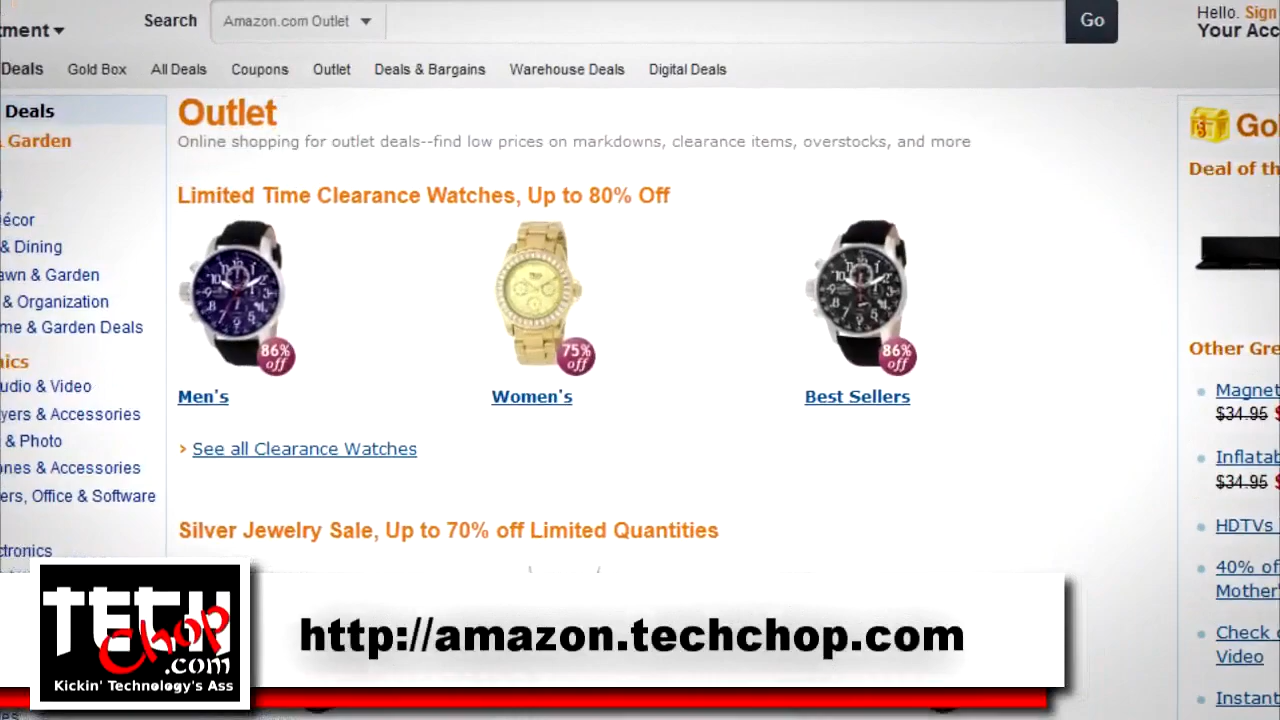 tment
Search
Amazon.com Outlet
Go
Hello. Sign
Your Acc
Deals
Gold Box
All Deals
Coupons
Outlet
Deals & Bargains
Warehouse Deals
Digital Deals
Deals
Garden
Décor
& Dining
awn & Garden
& Organization
me & Garden Deals
nics
udio & Video
yers & Accessories
& Photo
ones & Accessories
ers, Office & Software
ctronics
Outlet
Online shopping for outlet deals--find low prices on markdowns, clearance items, overstocks, and more
Limited Time Clearance Watches, Up to 80% Off
86% off
75% off
86% off
Men's
Women's
Best Sellers
› See all Clearance Watches
Silver Jewelry Sale, Up to 70% off Limited Quantities
Go
Deal of th
Other Gre
Magnet
$34.95
Inflatab
$34.95
HDTVs
40% of
Mother'
Check
Video
Instant
TECH
Chop
.com
Kickin' Technology's Ass
http://amazon.techchop.com